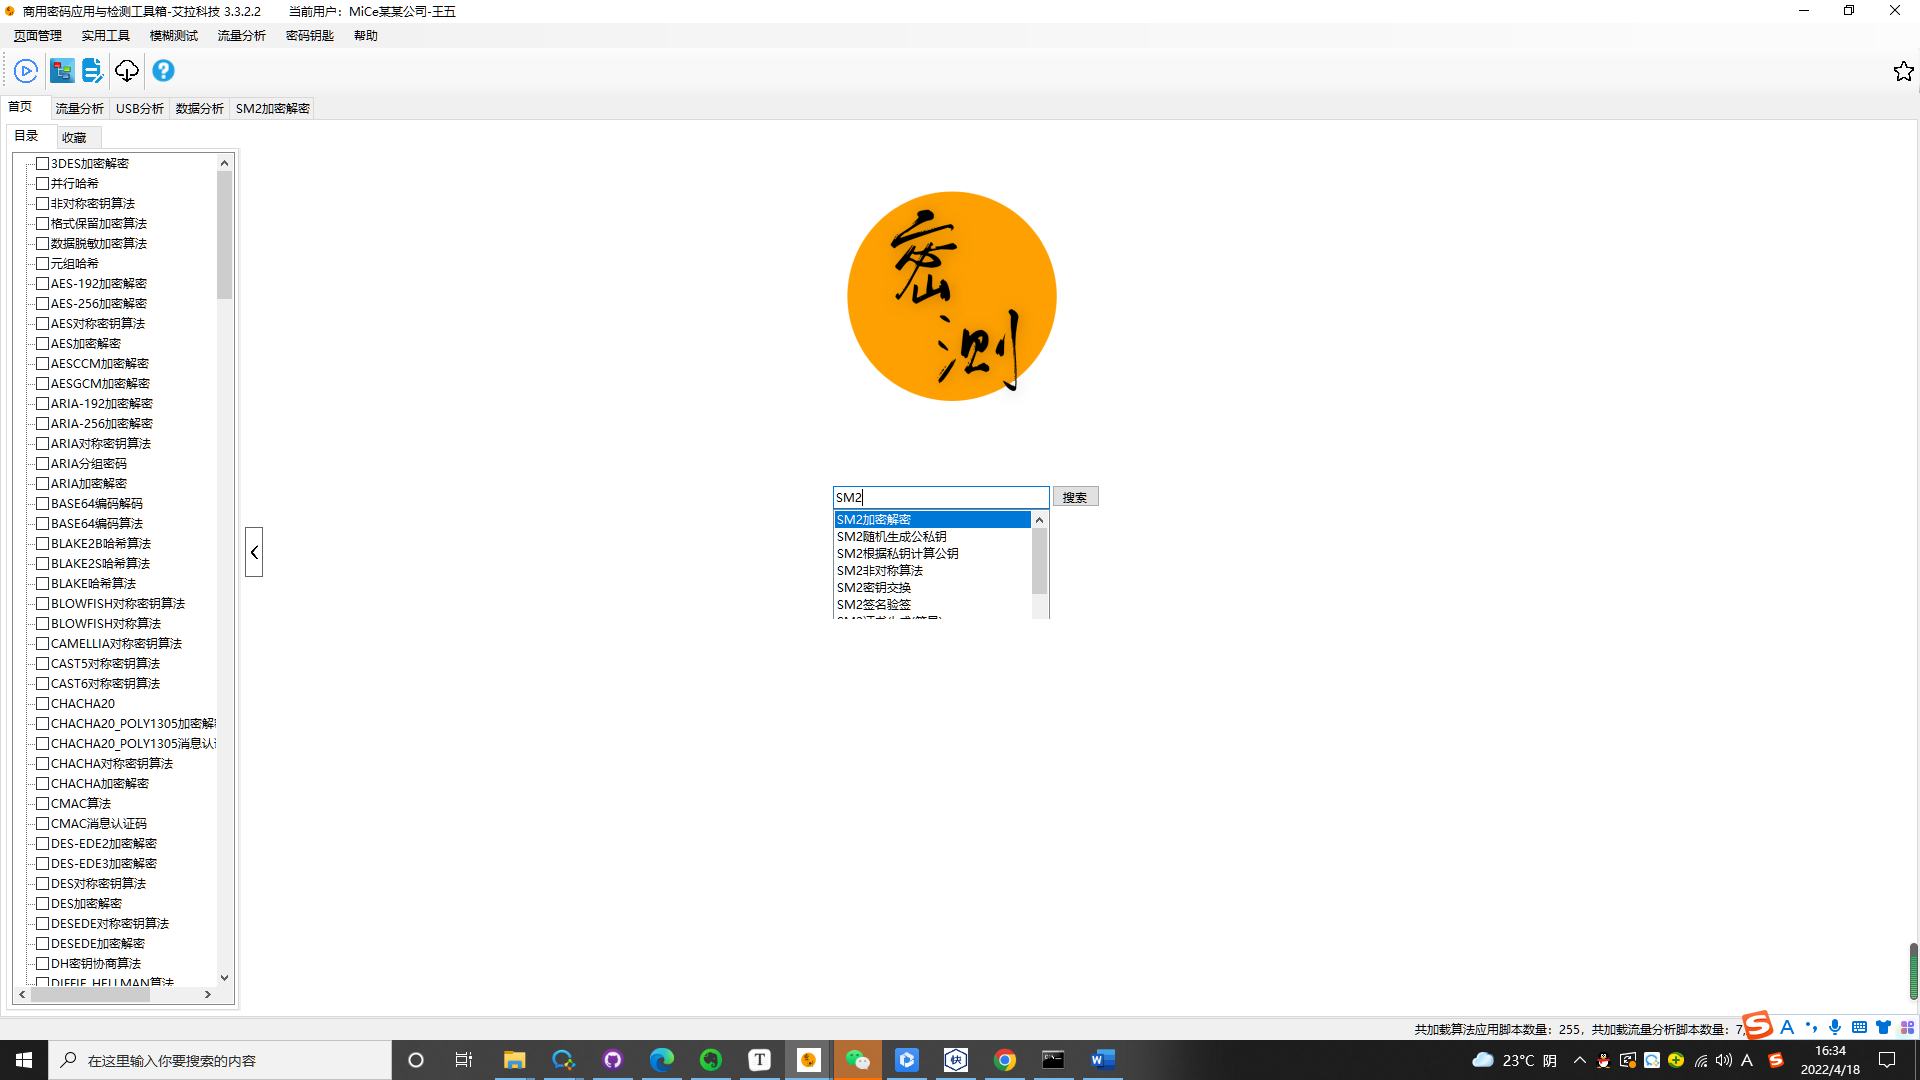 商用密码应用与检测工具箱-艾拉科技 3.3.2.2 当前用户：MiCe某某公司-王五
页面管理 实用工具 模糊测试 流量分析 密码钥匙 帮助
首页 流量分析 USB分析 数据分析 SM2加密解密
目录 收藏
3DES加密解密
并行哈希
非对称密钥算法
格式保留加密算法
数据脱敏加密算法
元组哈希
AES-192加密解密
AES-256加密解密
AES对称密钥算法
AES加密解密
AESCCM加密解密
AESGCM加密解密
ARIA-192加密解密
ARIA-256加密解密
ARIA对称密钥算法
ARIA分组密码
ARIA加密解密
BASE64编码解码
BASE64编码算法
BLAKE2B哈希算法
BLAKE2S哈希算法
BLAKE哈希算法
BLOWFISH对称密钥算法
BLOWFISH对称算法
CAMELLIA对称密钥算法
CAST5对称密钥算法
CAST6对称密钥算法
CHACHA20
CHACHA20_POLY1305加密解
CHACHA20_POLY1305消息认
CHACHA对称密钥算法
CHACHA加密解密
CMAC算法
CMAC消息认证码
DES-EDE2加密解密
DES-EDE3加密解密
DES对称密钥算法
DES加密解密
DESEDE对称密钥算法
DESEDE加密解密
DH密钥协商算法
DIFFIE_HELLMAN算法
密
测
SM2 搜索
SM2加密解密
SM2随机生成公私钥
SM2根据私钥计算公钥
SM2非对称算法
SM2密钥交换
SM2签名验签
共加载算法应用脚本数量：255，共加载流量分析脚本数量：7,
在这里输入你要搜索的内容
23°C 阴
16:34
2022/4/18